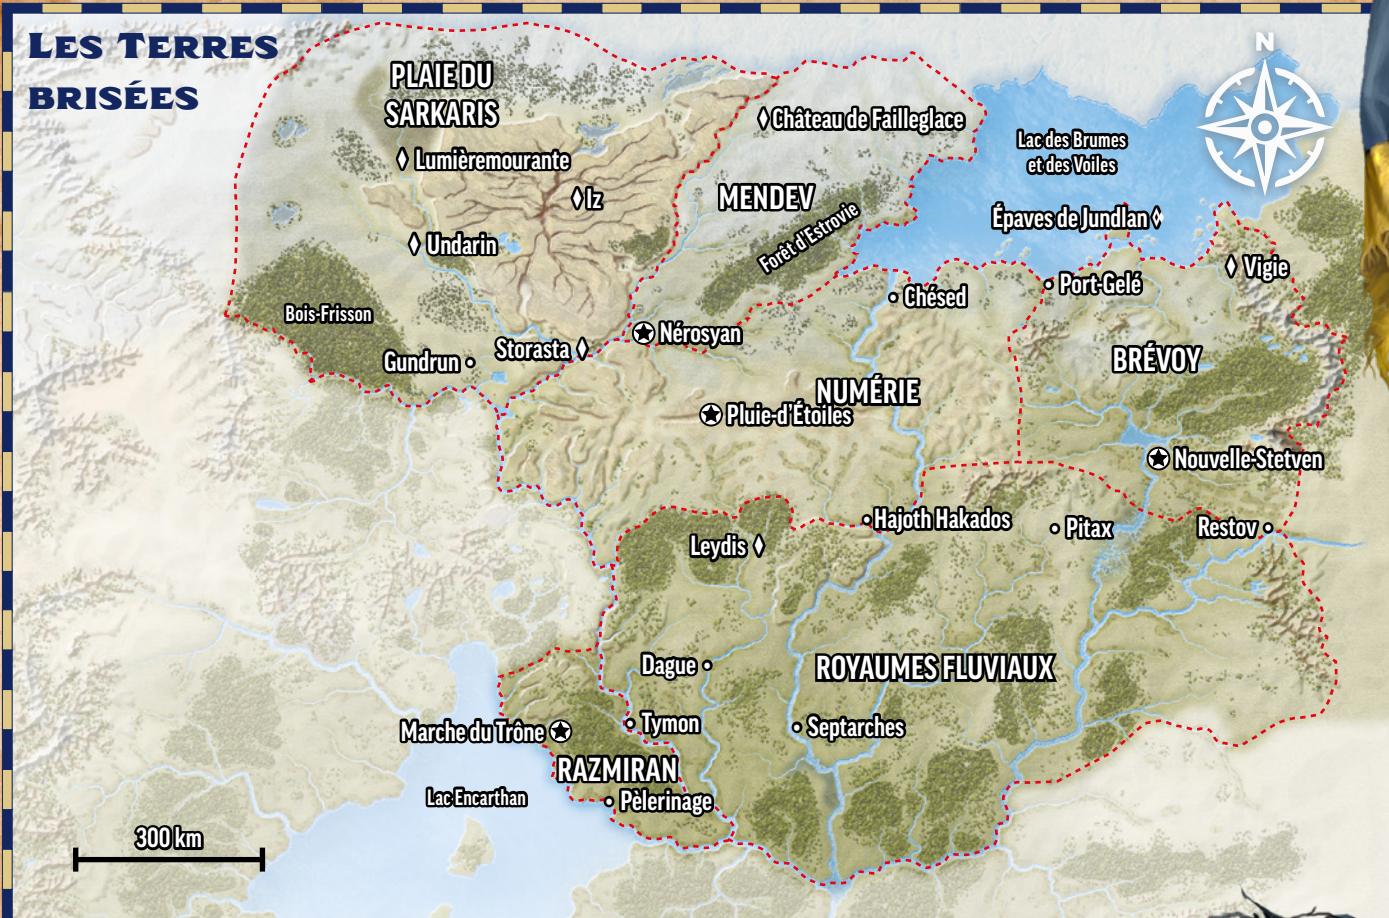 LES TERRES
BRISÉES
N
PLAIE DU
SARKARIS
Château de Failleglace
Lac des Brumes
et des Voiles
Lumièremourante
Iz
MENDEV
Forêt d'Estrovie
Épaves de Jundlan
Undarin
Vigie
Port-Gelé
Chésed
Bois-Frisson
Nérosyan
Storasta
Gundrun
BRÉVOY
NUMÉRIE
Pluie-d'Étoiles
Nouvelle-Stetven
Hajoth Hakados
Pitax
Restov
Leydis
Dague
ROYAUMES FLUVIAUX
Tymon
Septarches
Marche du Trône
RAZMIRAN
Lac Encarthan
Pèlerinage
300 km